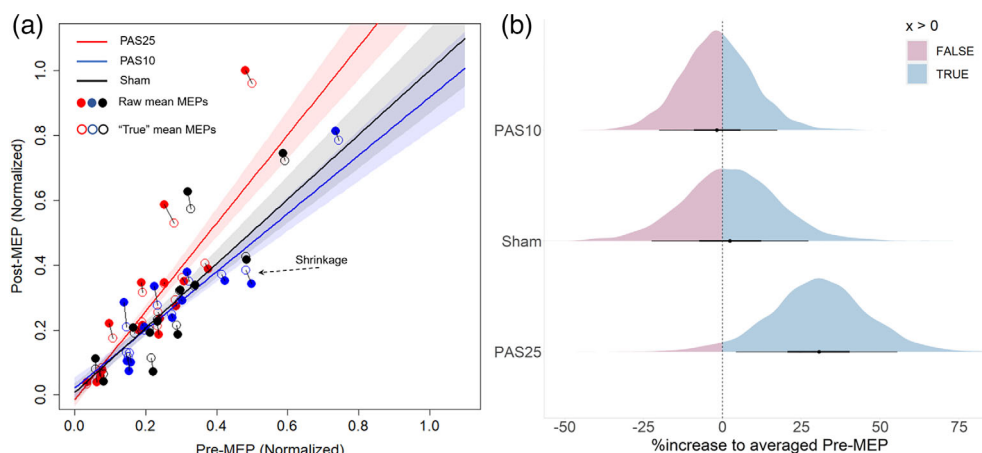 (a)
PAS25
PAS10
Sham
Raw mean MEPs
"True" mean MEPs
Shrinkage
Post-MEP (Normalized)
0.0
0.2
0.4
0.6
0.8
1.0
0.0 0.2 0.4 0.6 0.8 1.0
Pre-MEP (Normalized)
(b)
x > 0
FALSE
TRUE
PAS10
Sham
PAS25
-50 -25 0 25 50 75
%increase to averaged Pre-MEP